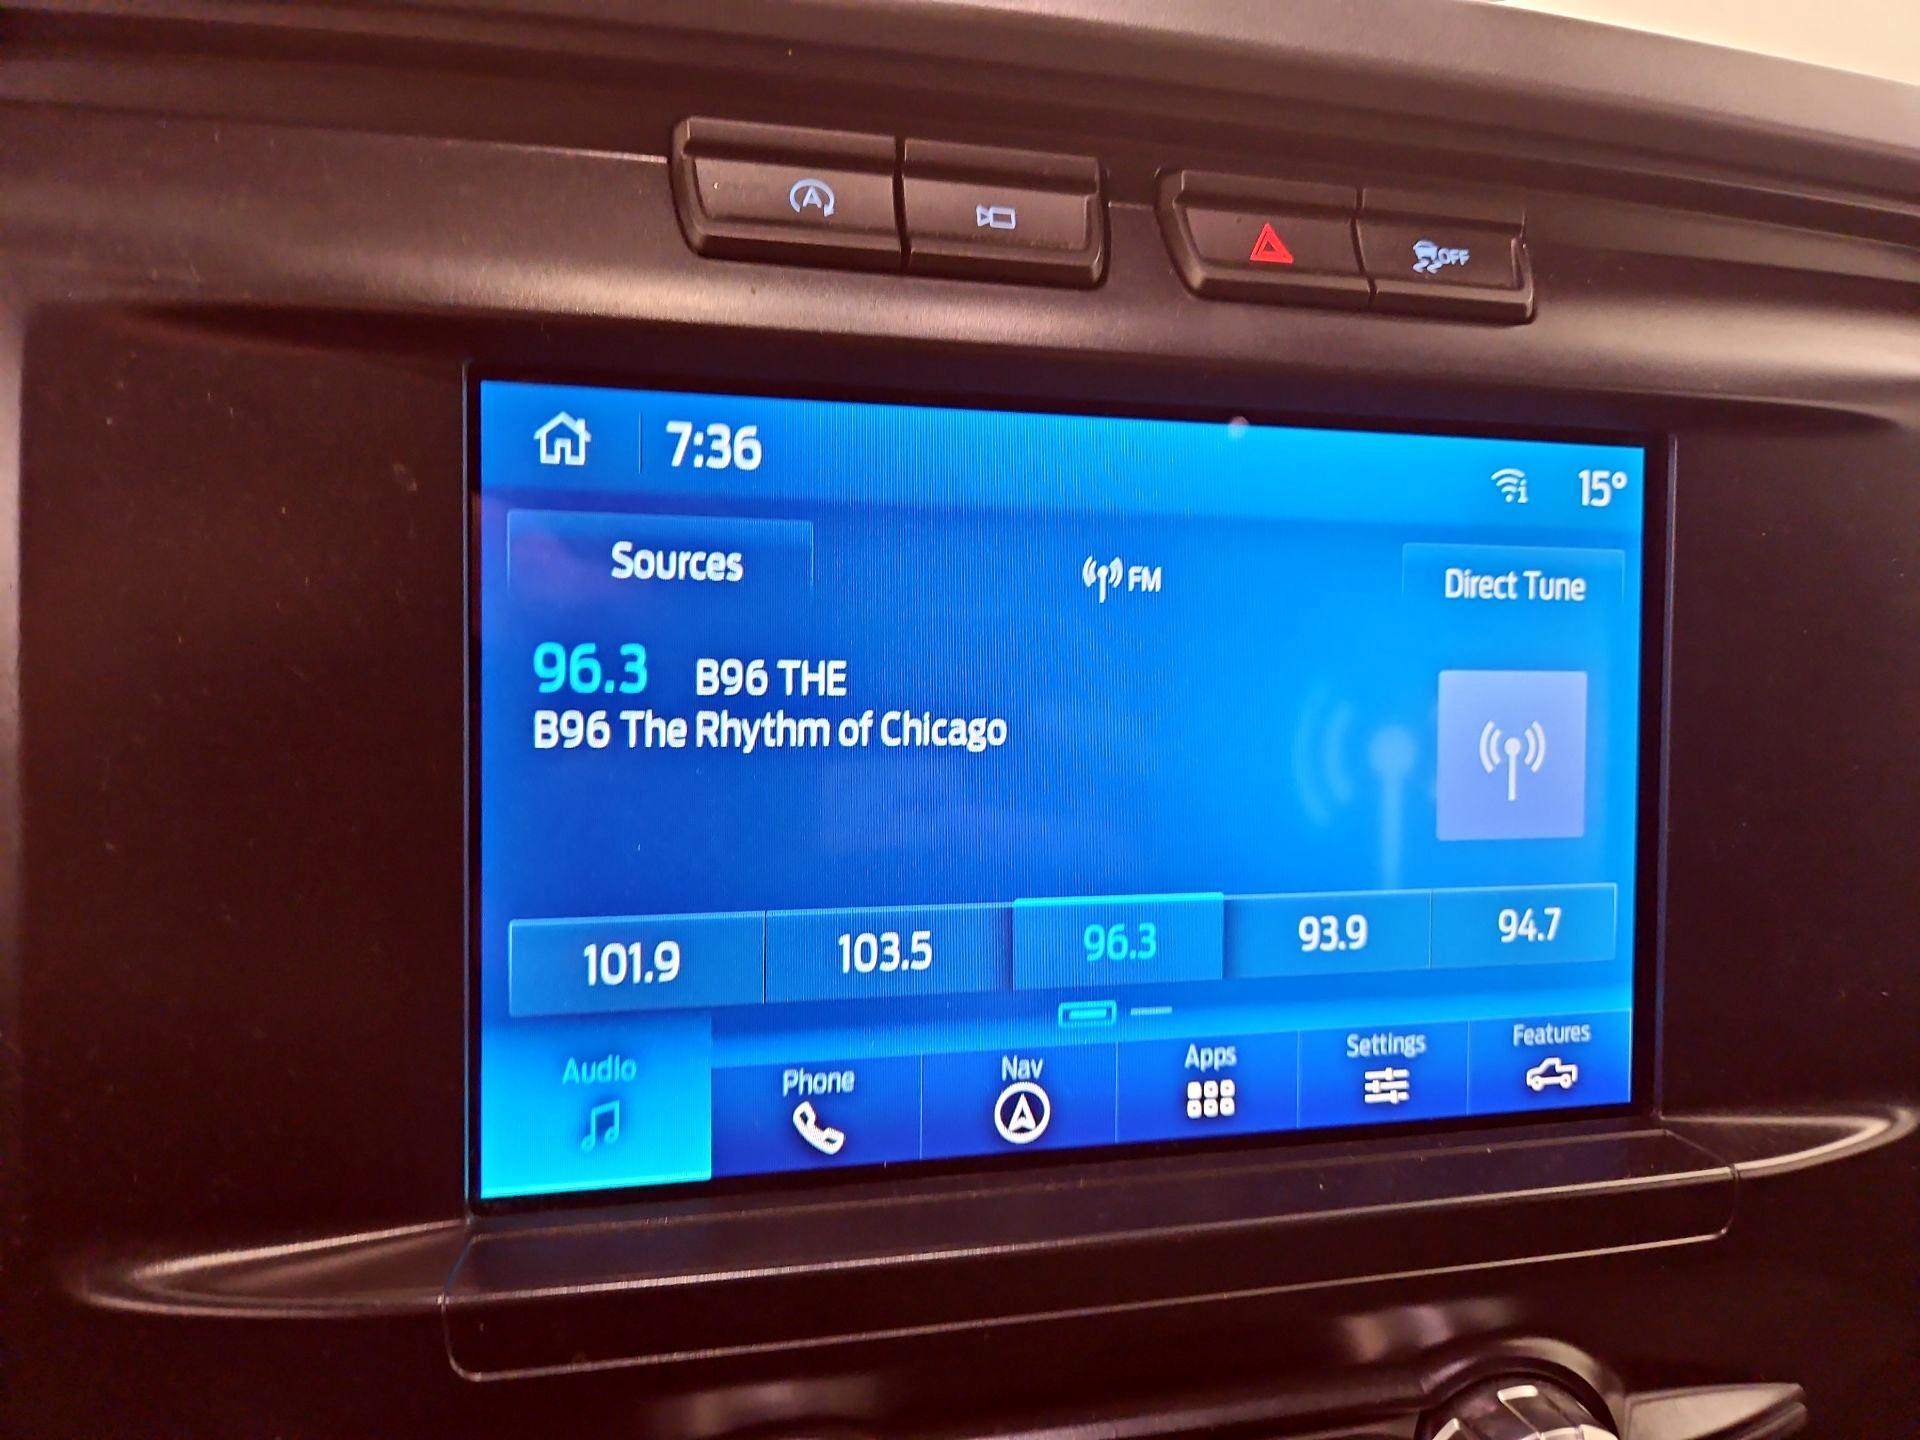 A
OFF
7:36
15°
Sources
FM
Direct Tune
96.3 B96 THE
B96 The Rhythm of Chicago
101.9 103.5 96.3 93.9 94.7
Audio Phone Nav Apps Settings Features